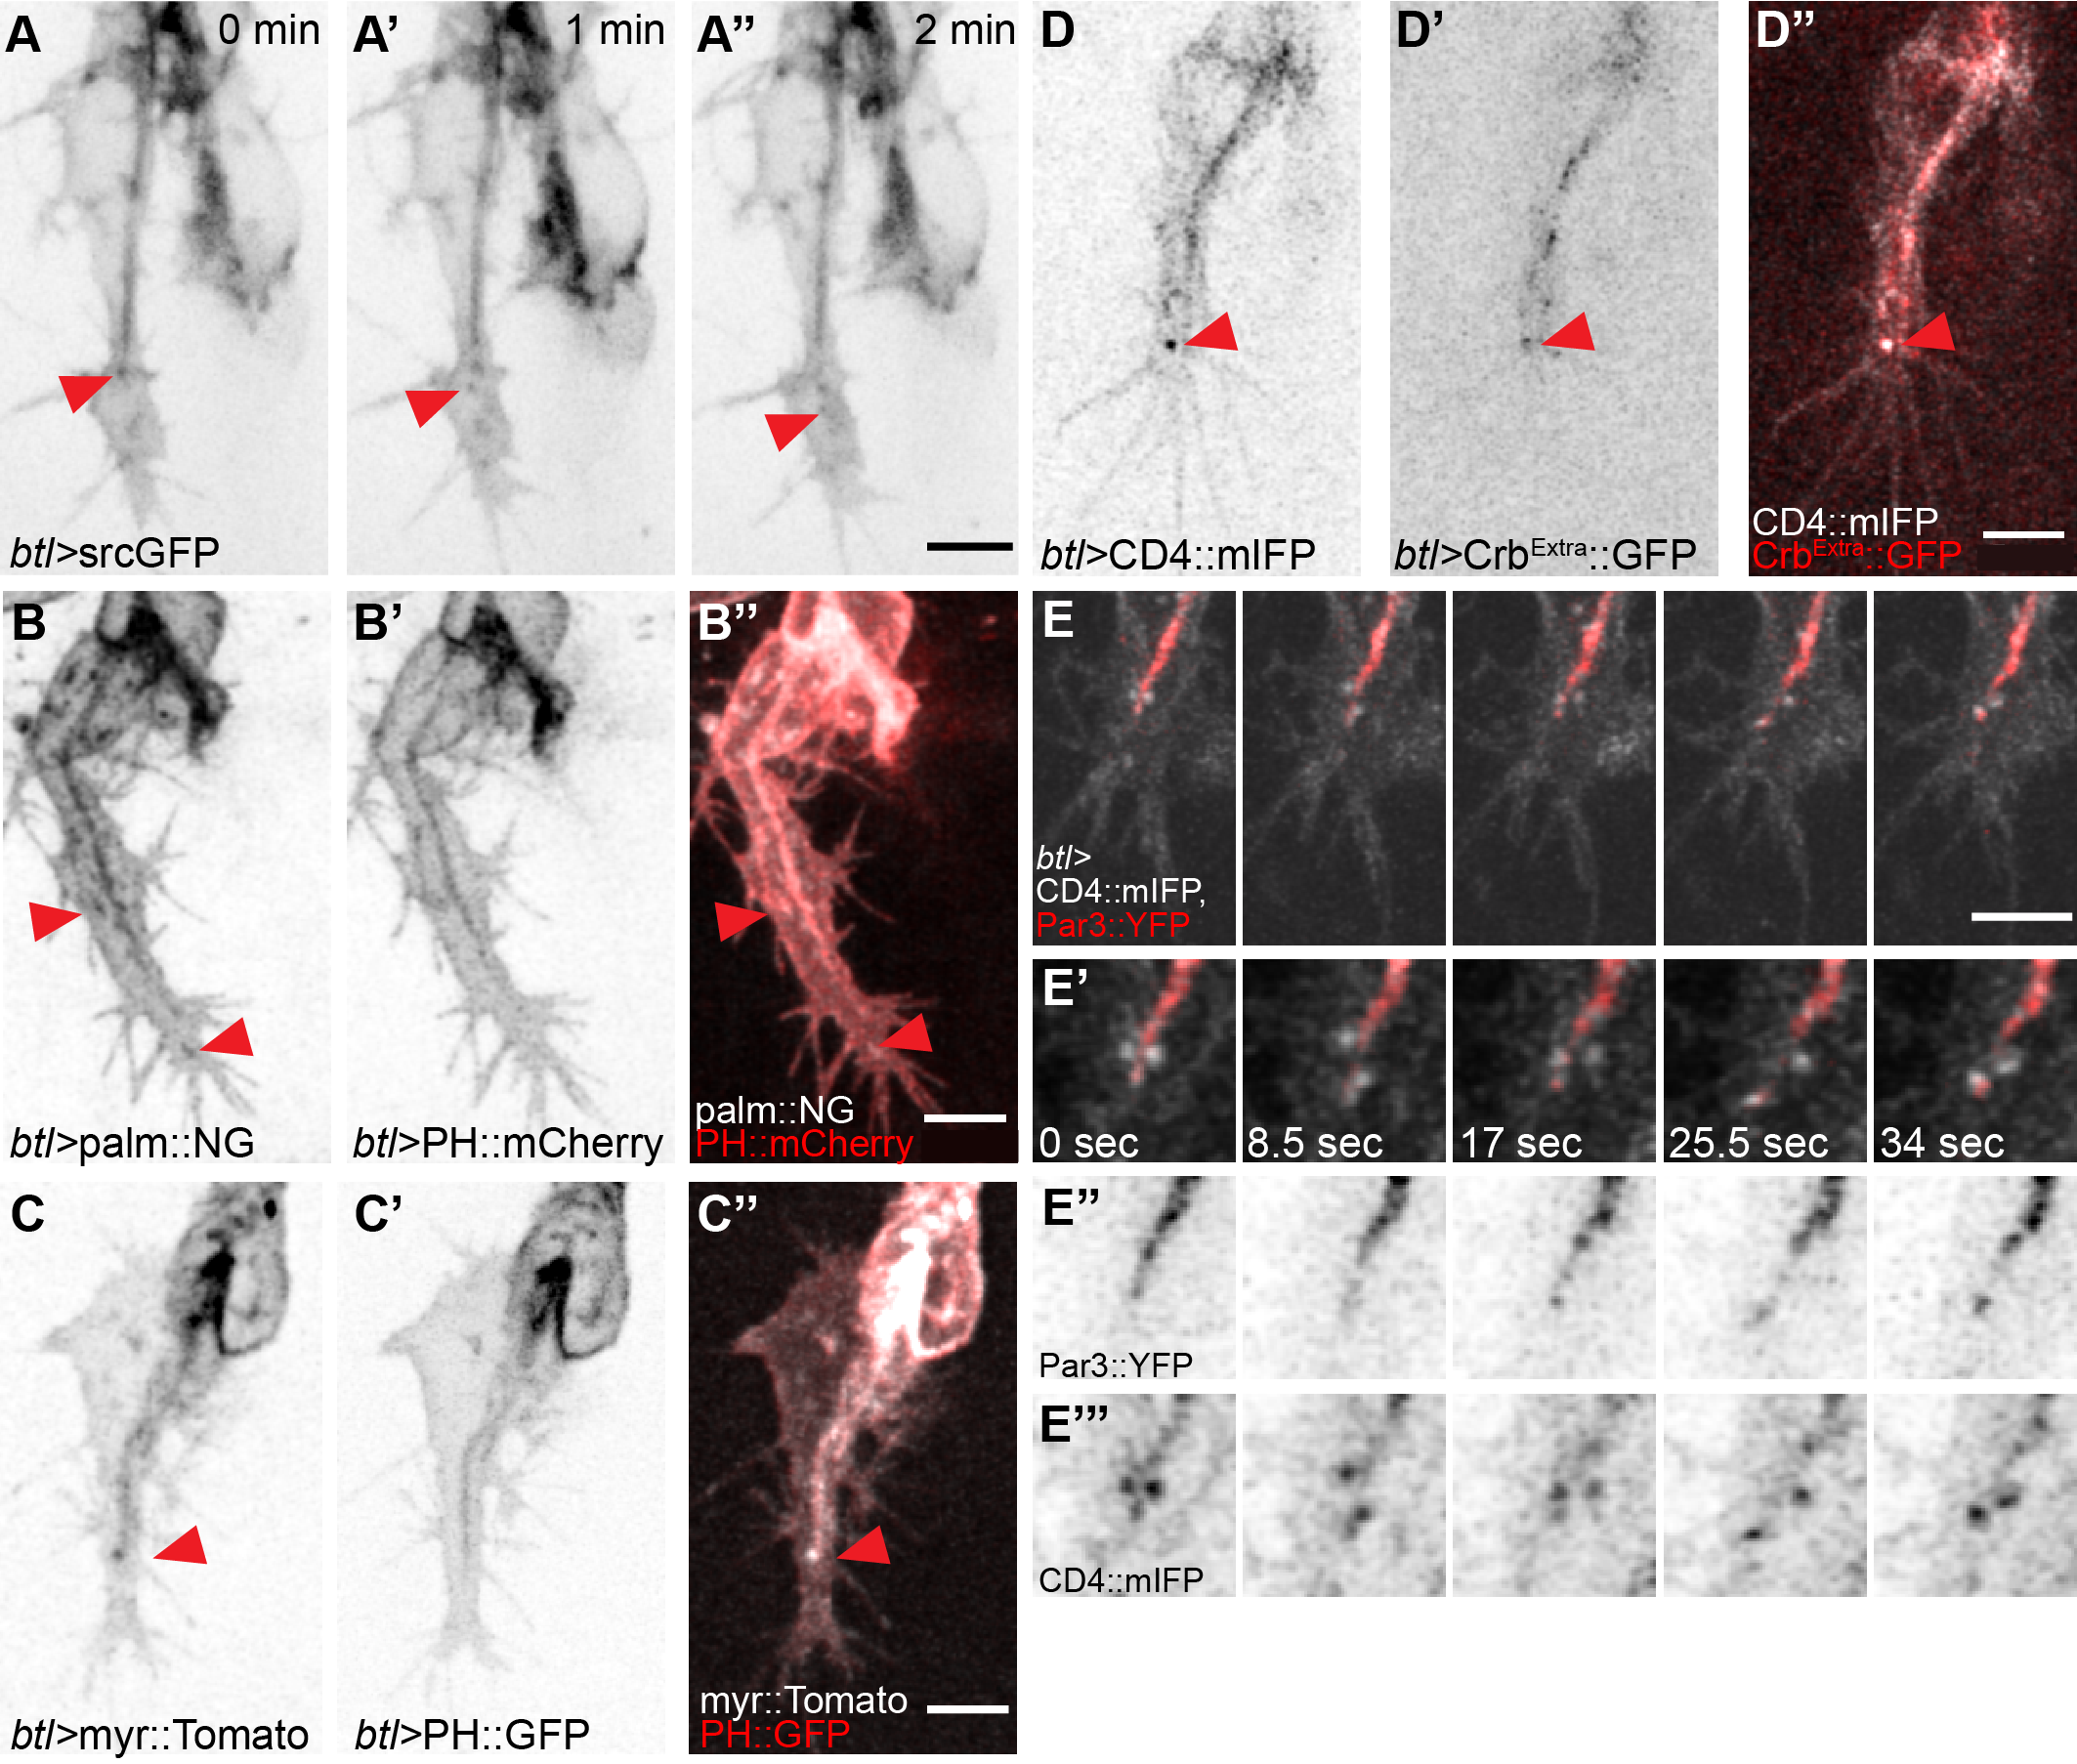 A
0 min
btl>srcGFP
A’
1 min
A”
2 min
B
btl>palm::NG
B’
btl>PH::mCherry
B”
palm::NG
PH::mCherry
C
btl>myr::Tomato
C’
btl>PH::GFP
C”
myr::Tomato
PH::GFP
D
btl>CD4::mIFP
D’
btl>CrbExtra::GFP
D”
CD4::mIFP
CrbExtra::GFP
E
btl>
CD4::mIFP,
Par3::YFP
E’
0 sec
8.5 sec
17 sec
25.5 sec
34 sec
E”
Par3::YFP
E’”
CD4::mIFP